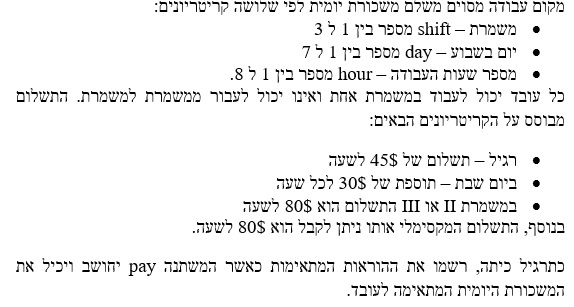 מקום עבודה מסוים משלם משכורת יומית לפי שלושה קריטריונים:
• משמרת – shift מספר בין 1 ל 3
• יום בשבוע – day מספר בין 1 ל 7
• מספר שעות העבודה – hour מספר בין 1 ל 8.
כל עובד יכול לעבוד במשמרת אחת ואינו יכול לעבור ממשמרת למשמרת. התשלום
מבוסס על הקריטריונים הבאים:
• רגיל – תשלום של 45$ לשעה
• ביום שבת – תוספת של 30$ לכל שעה
• במשמרת II או III התשלום הוא 80$ לשעה
בנוסף, התשלום המקסימלי אותו ניתן לקבל הוא 80$ לשעה.
כתרגיל כיתה, רשמו את ההוראות המתאימות כאשר המשתנה pay יחושב ויכיל את
המשכורת היומית המתאימה לעובד.